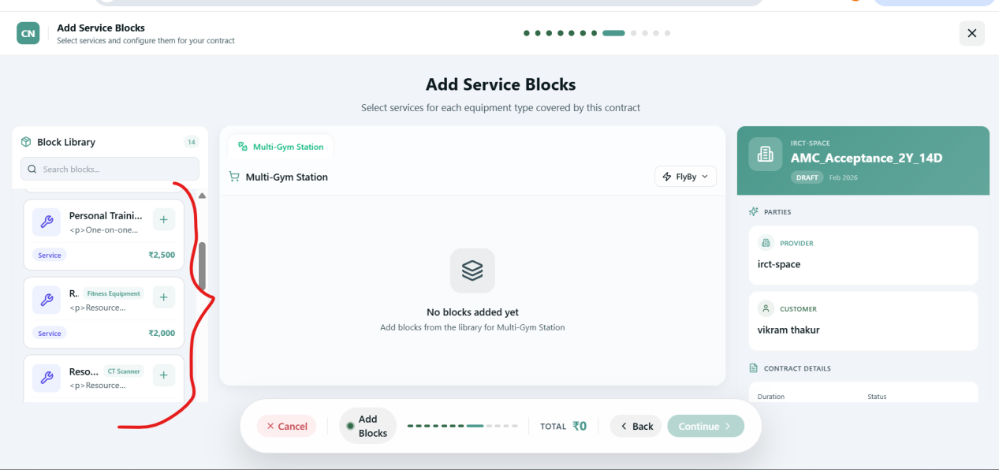 CN
Add Service Blocks
Select services and configure them for your contract
Add Service Blocks
Select services for each equipment type covered by this contract
Block Library
14
Search blocks...
Personal Traini...
<p>One-on-one...
Service
₹2,500
R..
Fitness Equipment
<p>Resource...
Service
₹2,000
Reso...
CT Scanner
<p>Resource...
Multi-Gym Station
Multi-Gym Station
FlyBy
No blocks added yet
Add blocks from the library for Multi-Gym Station
IRCT-SPACE
AMC_Acceptance_2Y_14D
DRAFT
Feb 2026
PARTIES
PROVIDER
irct-space
CUSTOMER
vikram thakur
CONTRACT DETAILS
Duration
Status
Cancel
Add
Blocks
TOTAL ₹0
Back
Continue